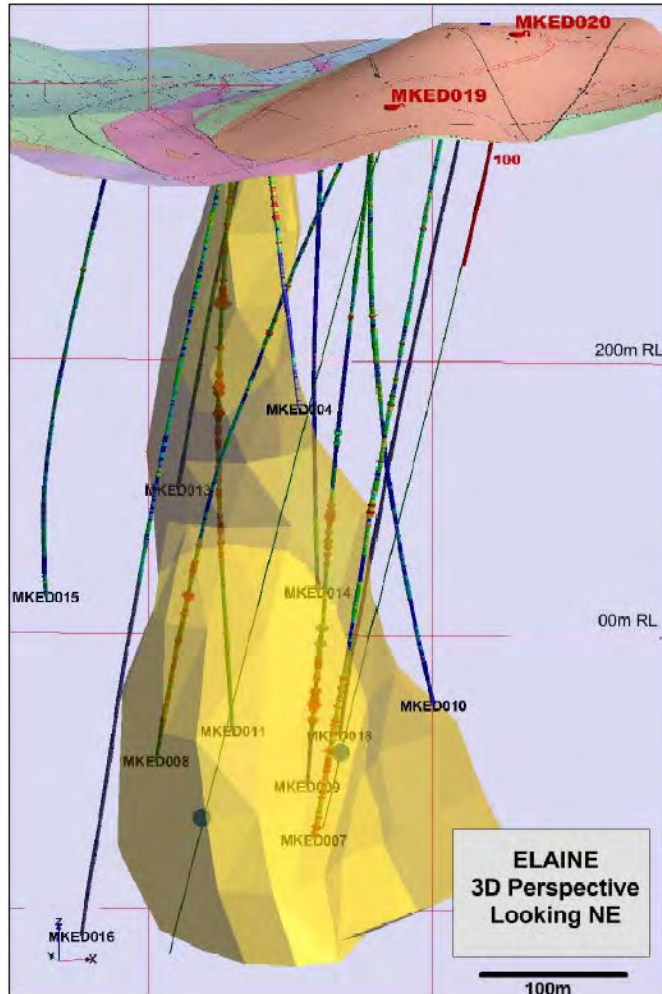 MKED020
MKED019
100
200m RL
MKED004
MKED013
MKED015
MKED014
00m RL
MKED010
MKED011
MKED018
MKED008
MKED009
MKED007
ELAINE
3D Perspective
Looking NE
MKED016
Z
Y
X
100m